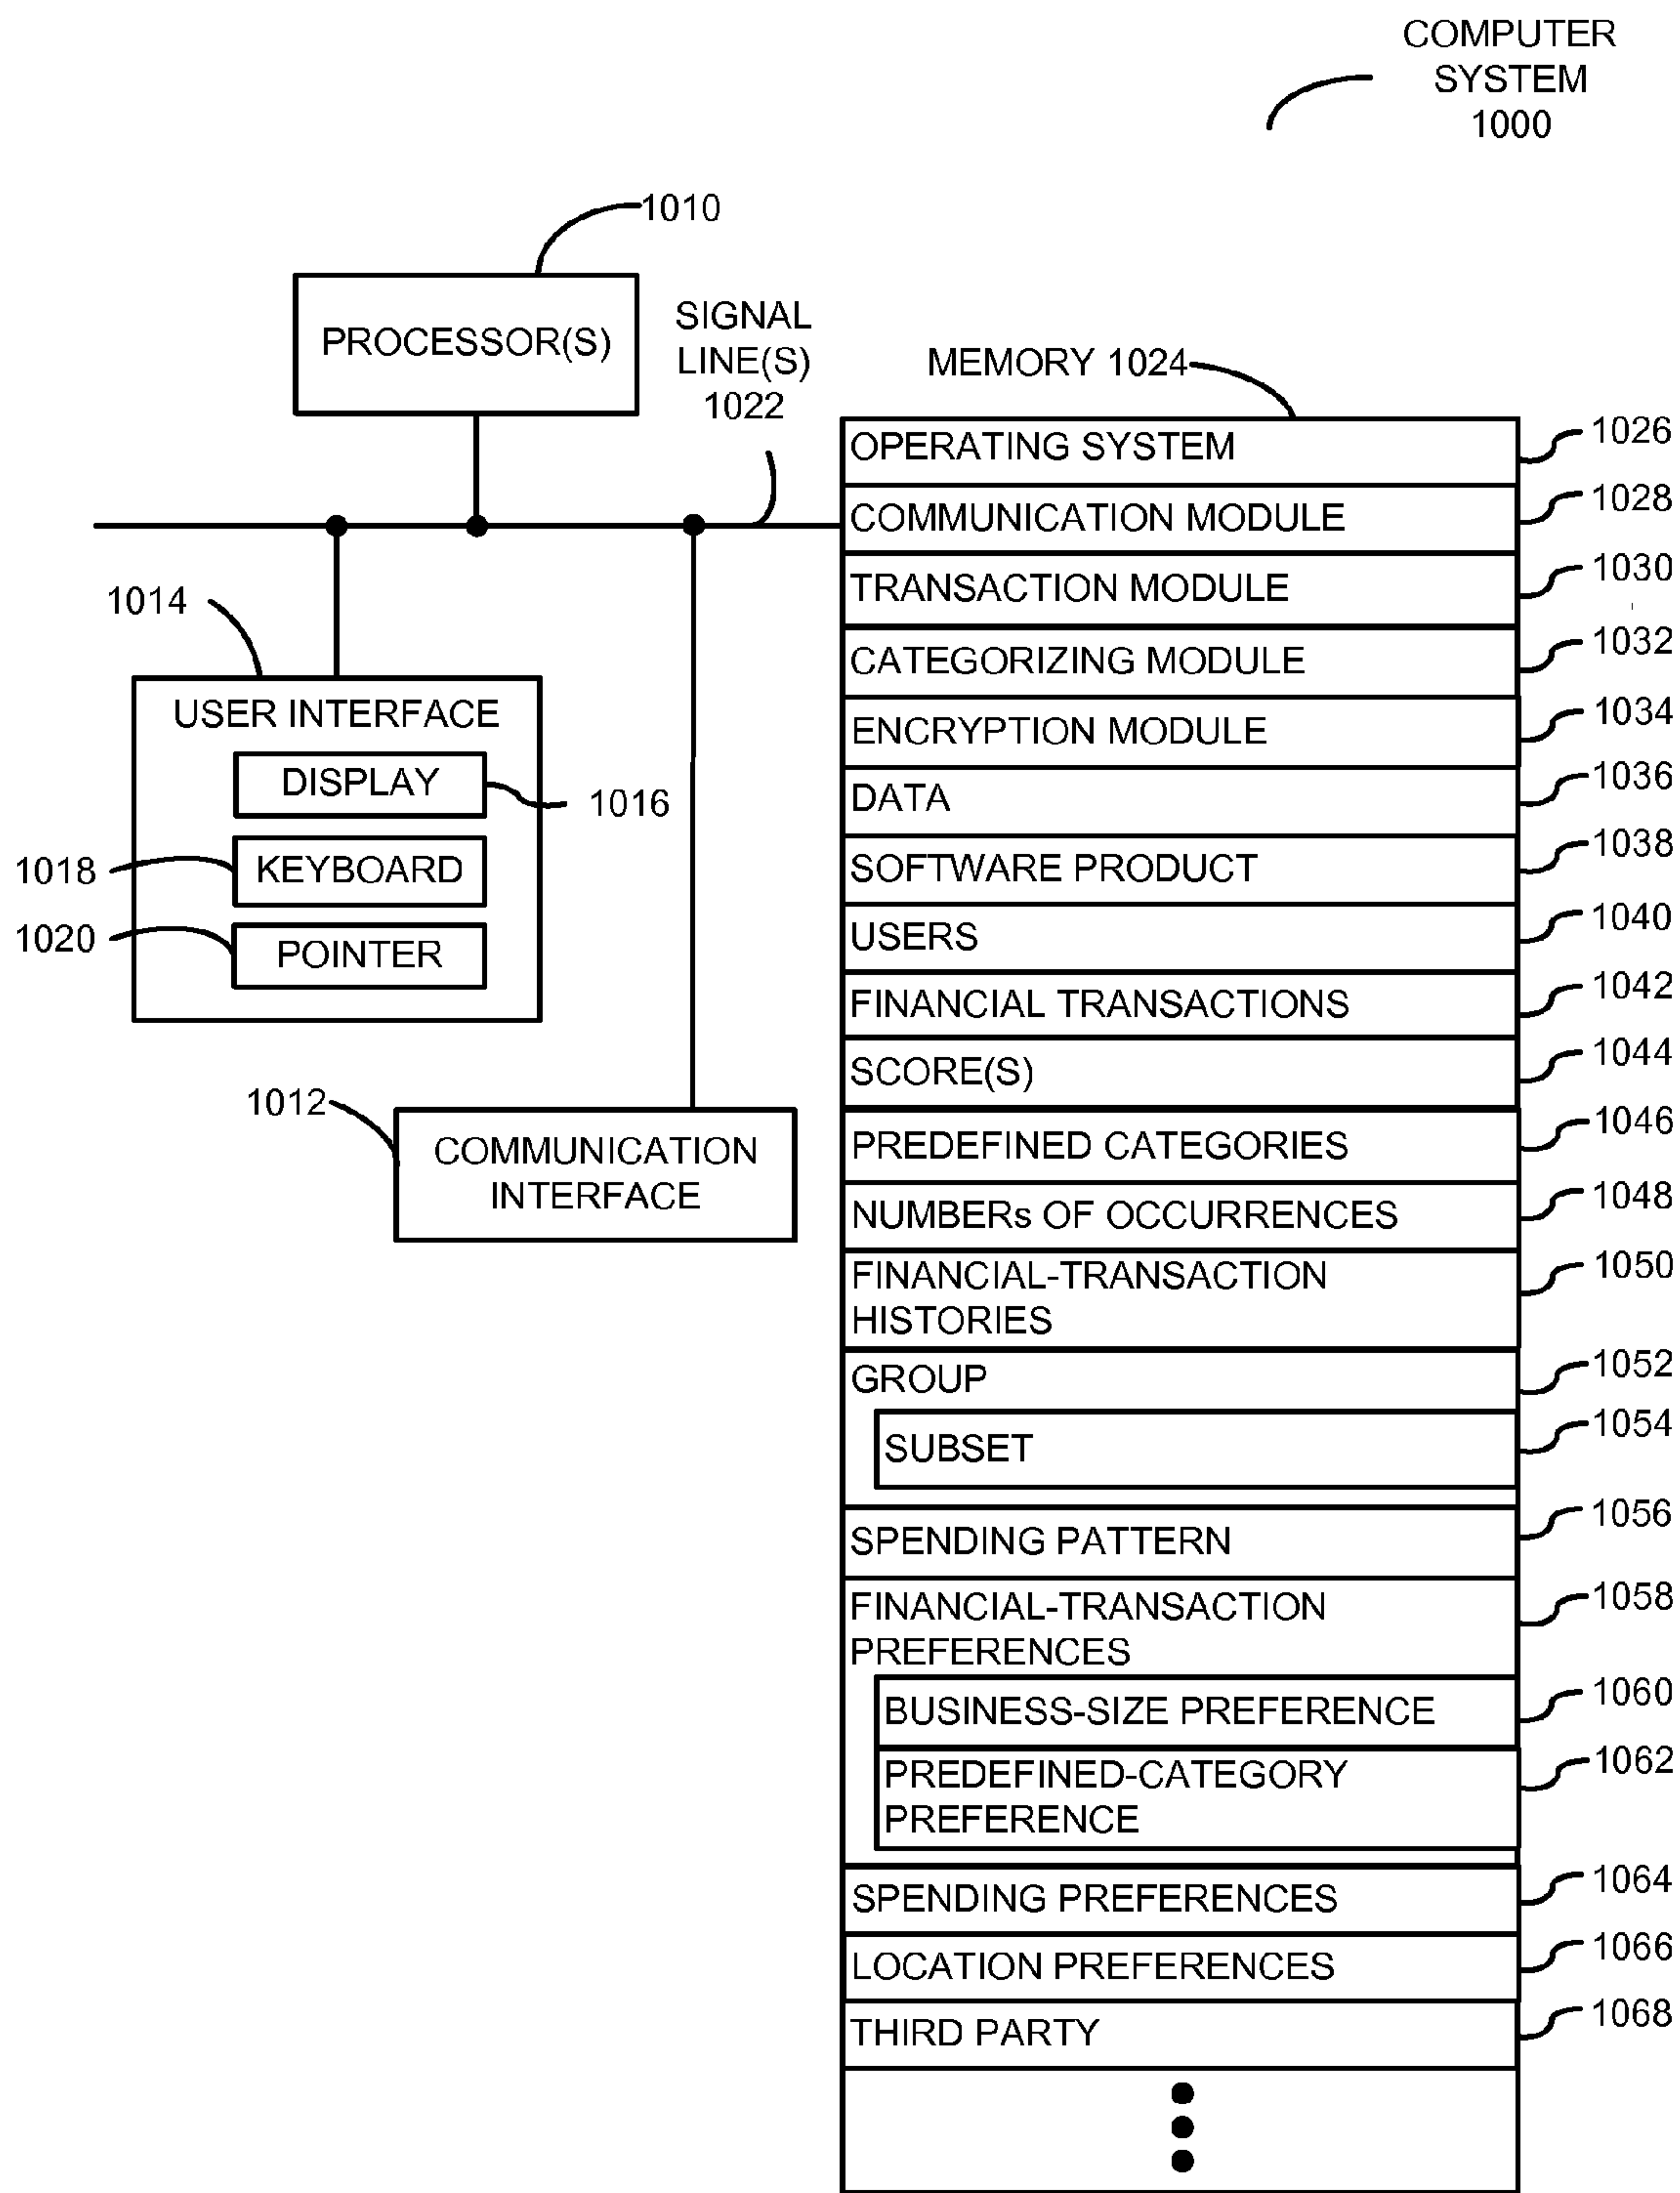 COMPUTER
SYSTEM
1000
1010
PROCESSOR(S)
SIGNAL
LINE(S)
1022
MEMORY 1024
OPERATING SYSTEM
1026
COMMUNICATION MODULE
1028
TRANSACTION MODULE
1030
CATEGORIZING MODULE
1032
ENCRYPTION MODULE
1034
DATA
1036
SOFTWARE PRODUCT
1038
USERS
1040
FINANCIAL TRANSACTIONS
1042
SCORE(S)
1044
PREDEFINED CATEGORIES
1046
NUMBERs OF OCCURRENCES
1048
FINANCIAL-TRANSACTION
HISTORIES
1050
GROUP
1052
SUBSET
1054
SPENDING PATTERN
1056
FINANCIAL-TRANSACTION
PREFERENCES
1058
BUSINESS-SIZE PREFERENCE
1060
PREDEFINED-CATEGORY
PREFERENCE
1062
SPENDING PREFERENCES
1064
LOCATION PREFERENCES
1066
THIRD PARTY
1068
1014
USER INTERFACE
DISPLAY
1016
1018
KEYBOARD
1020
POINTER
1012
COMMUNICATION
INTERFACE